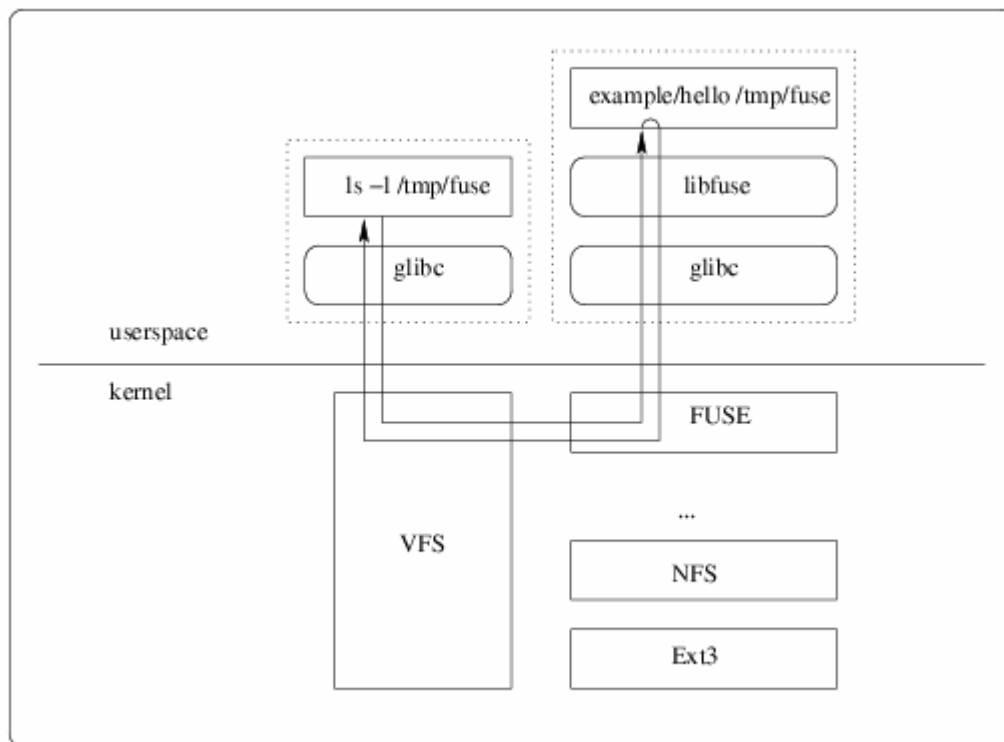 example/hello /tmp/fuse
ls –l /tmp/fuse
libfuse
glibc
glibc
userspace
kernel
FUSE
...
VFS
NFS
Ext3